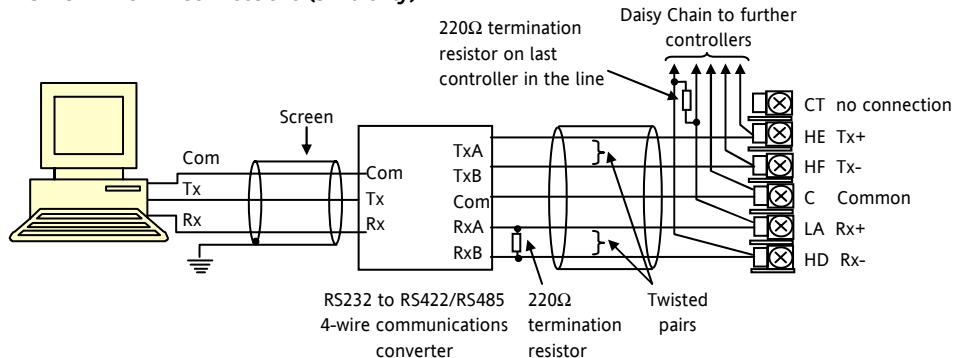 220Ω termination
resistor on last
controller in the line
Daisy Chain to further
controllers
Screen
Com
Tx
Rx
Com
Tx
Rx
TxA
TxB
Com
RxA
RxB
CT no connection
HE Tx+
HF Tx-
C Common
LA Rx+
HD Rx-
RS232 to RS422/RS485
4-wire communications
converter
220Ω
termination
resistor
Twisted
pairs